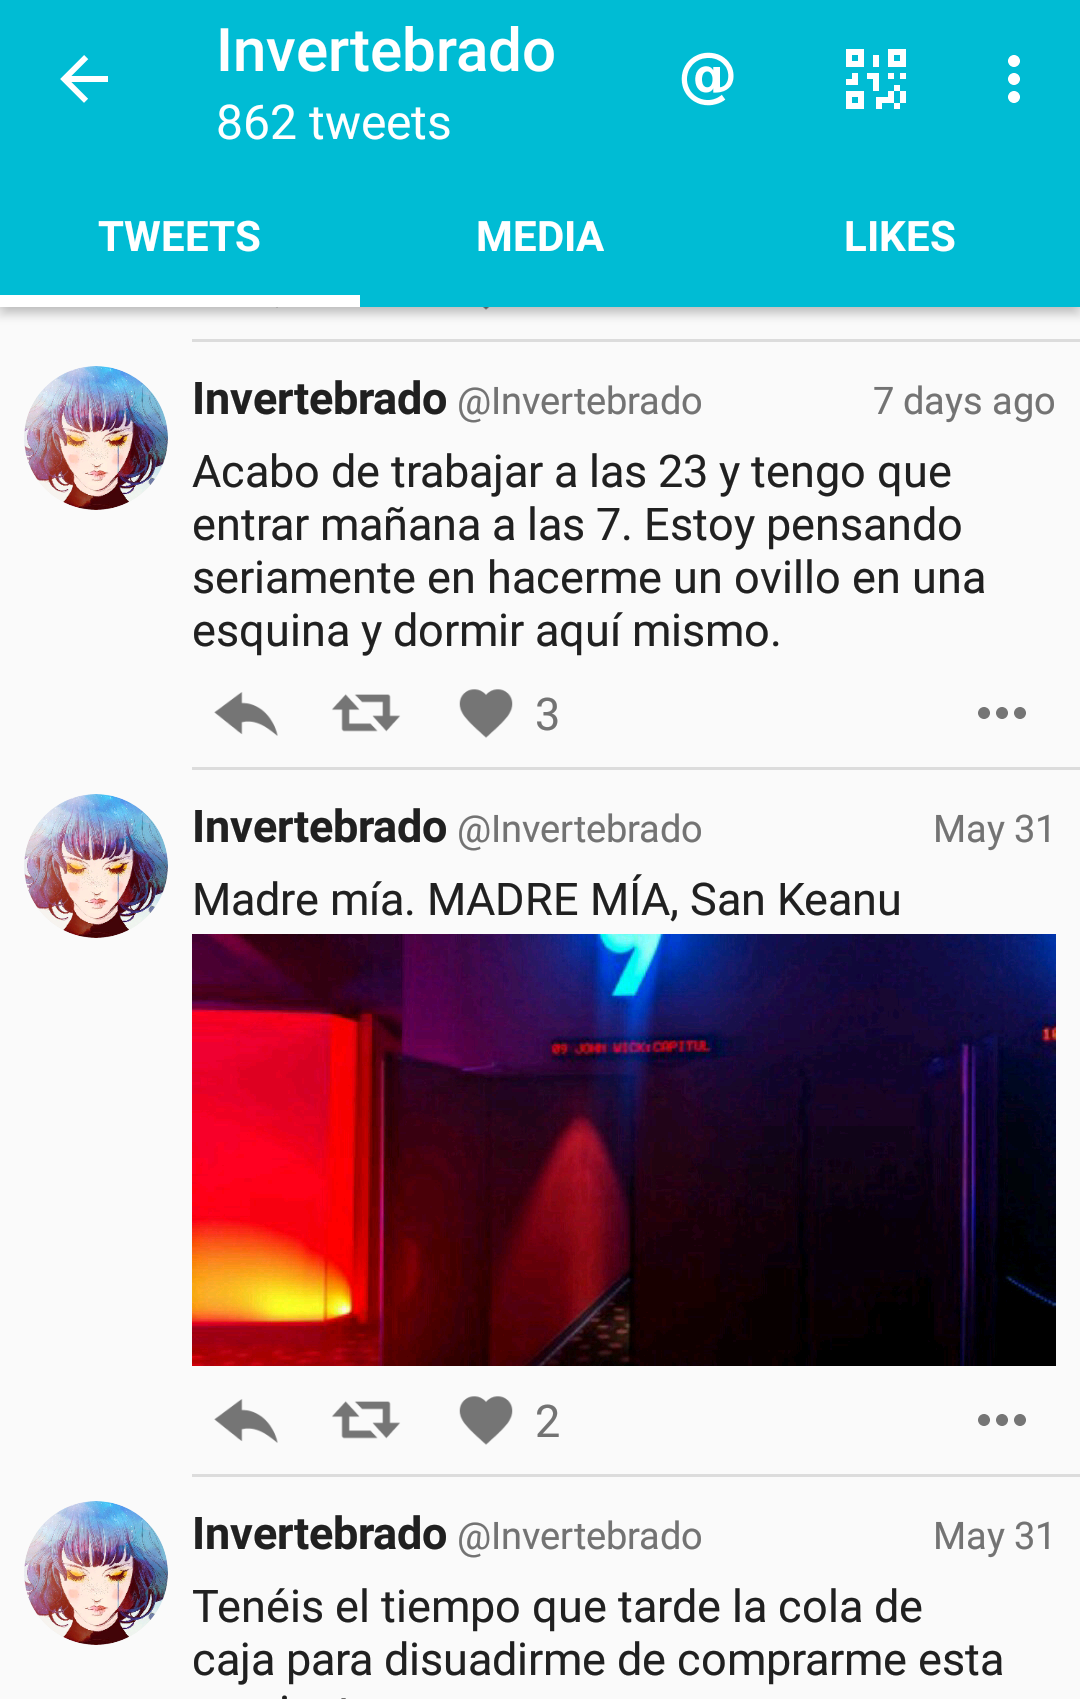 Invertebrado
862 tweets
TWEETS
MEDIA
LIKES
Invertebrado @Invertebrado 7 days ago
Acabo de trabajar a las 23 y tengo que
entrar mañana a las 7. Estoy pensando
seriamente en hacerme un ovillo en una
esquina y dormir aquí mismo.
3
Invertebrado @Invertebrado May 31
Madre mía. MADRE MÍA, San Keanu
9
09 JOHN WICK:CAPITUL
2
Invertebrado @Invertebrado May 31
Tenéis el tiempo que tarde la cola de
caja para disuadirme de comprarme esta